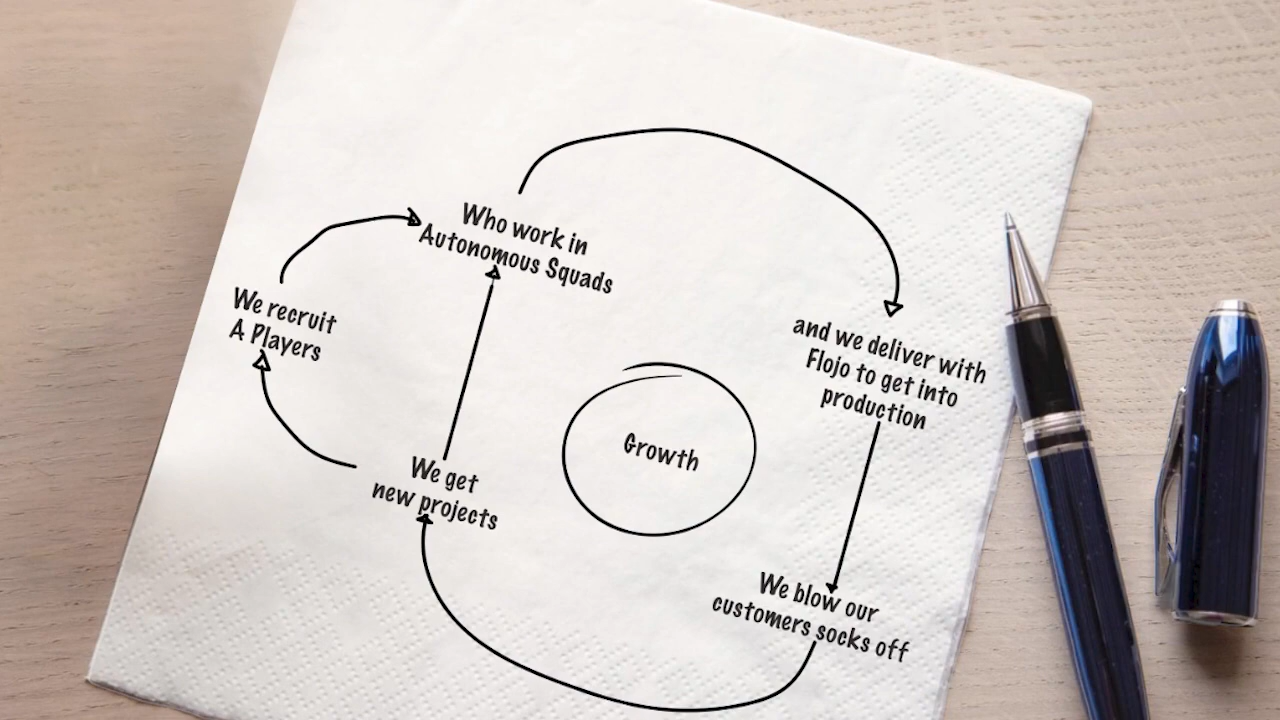 Who work in
Autonomous Squads
We recruit
A Players
and we deliver with
Flojo to get into
production
Growth
We get
new projects
We blow our
customers socks off